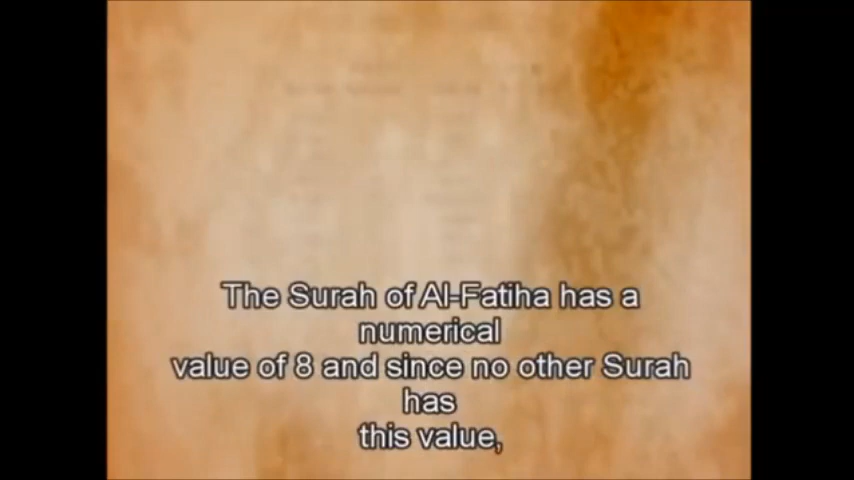 The Surah of Al-Fatiha has a
numerical
value of 8 and since no other Surah
has
this value,